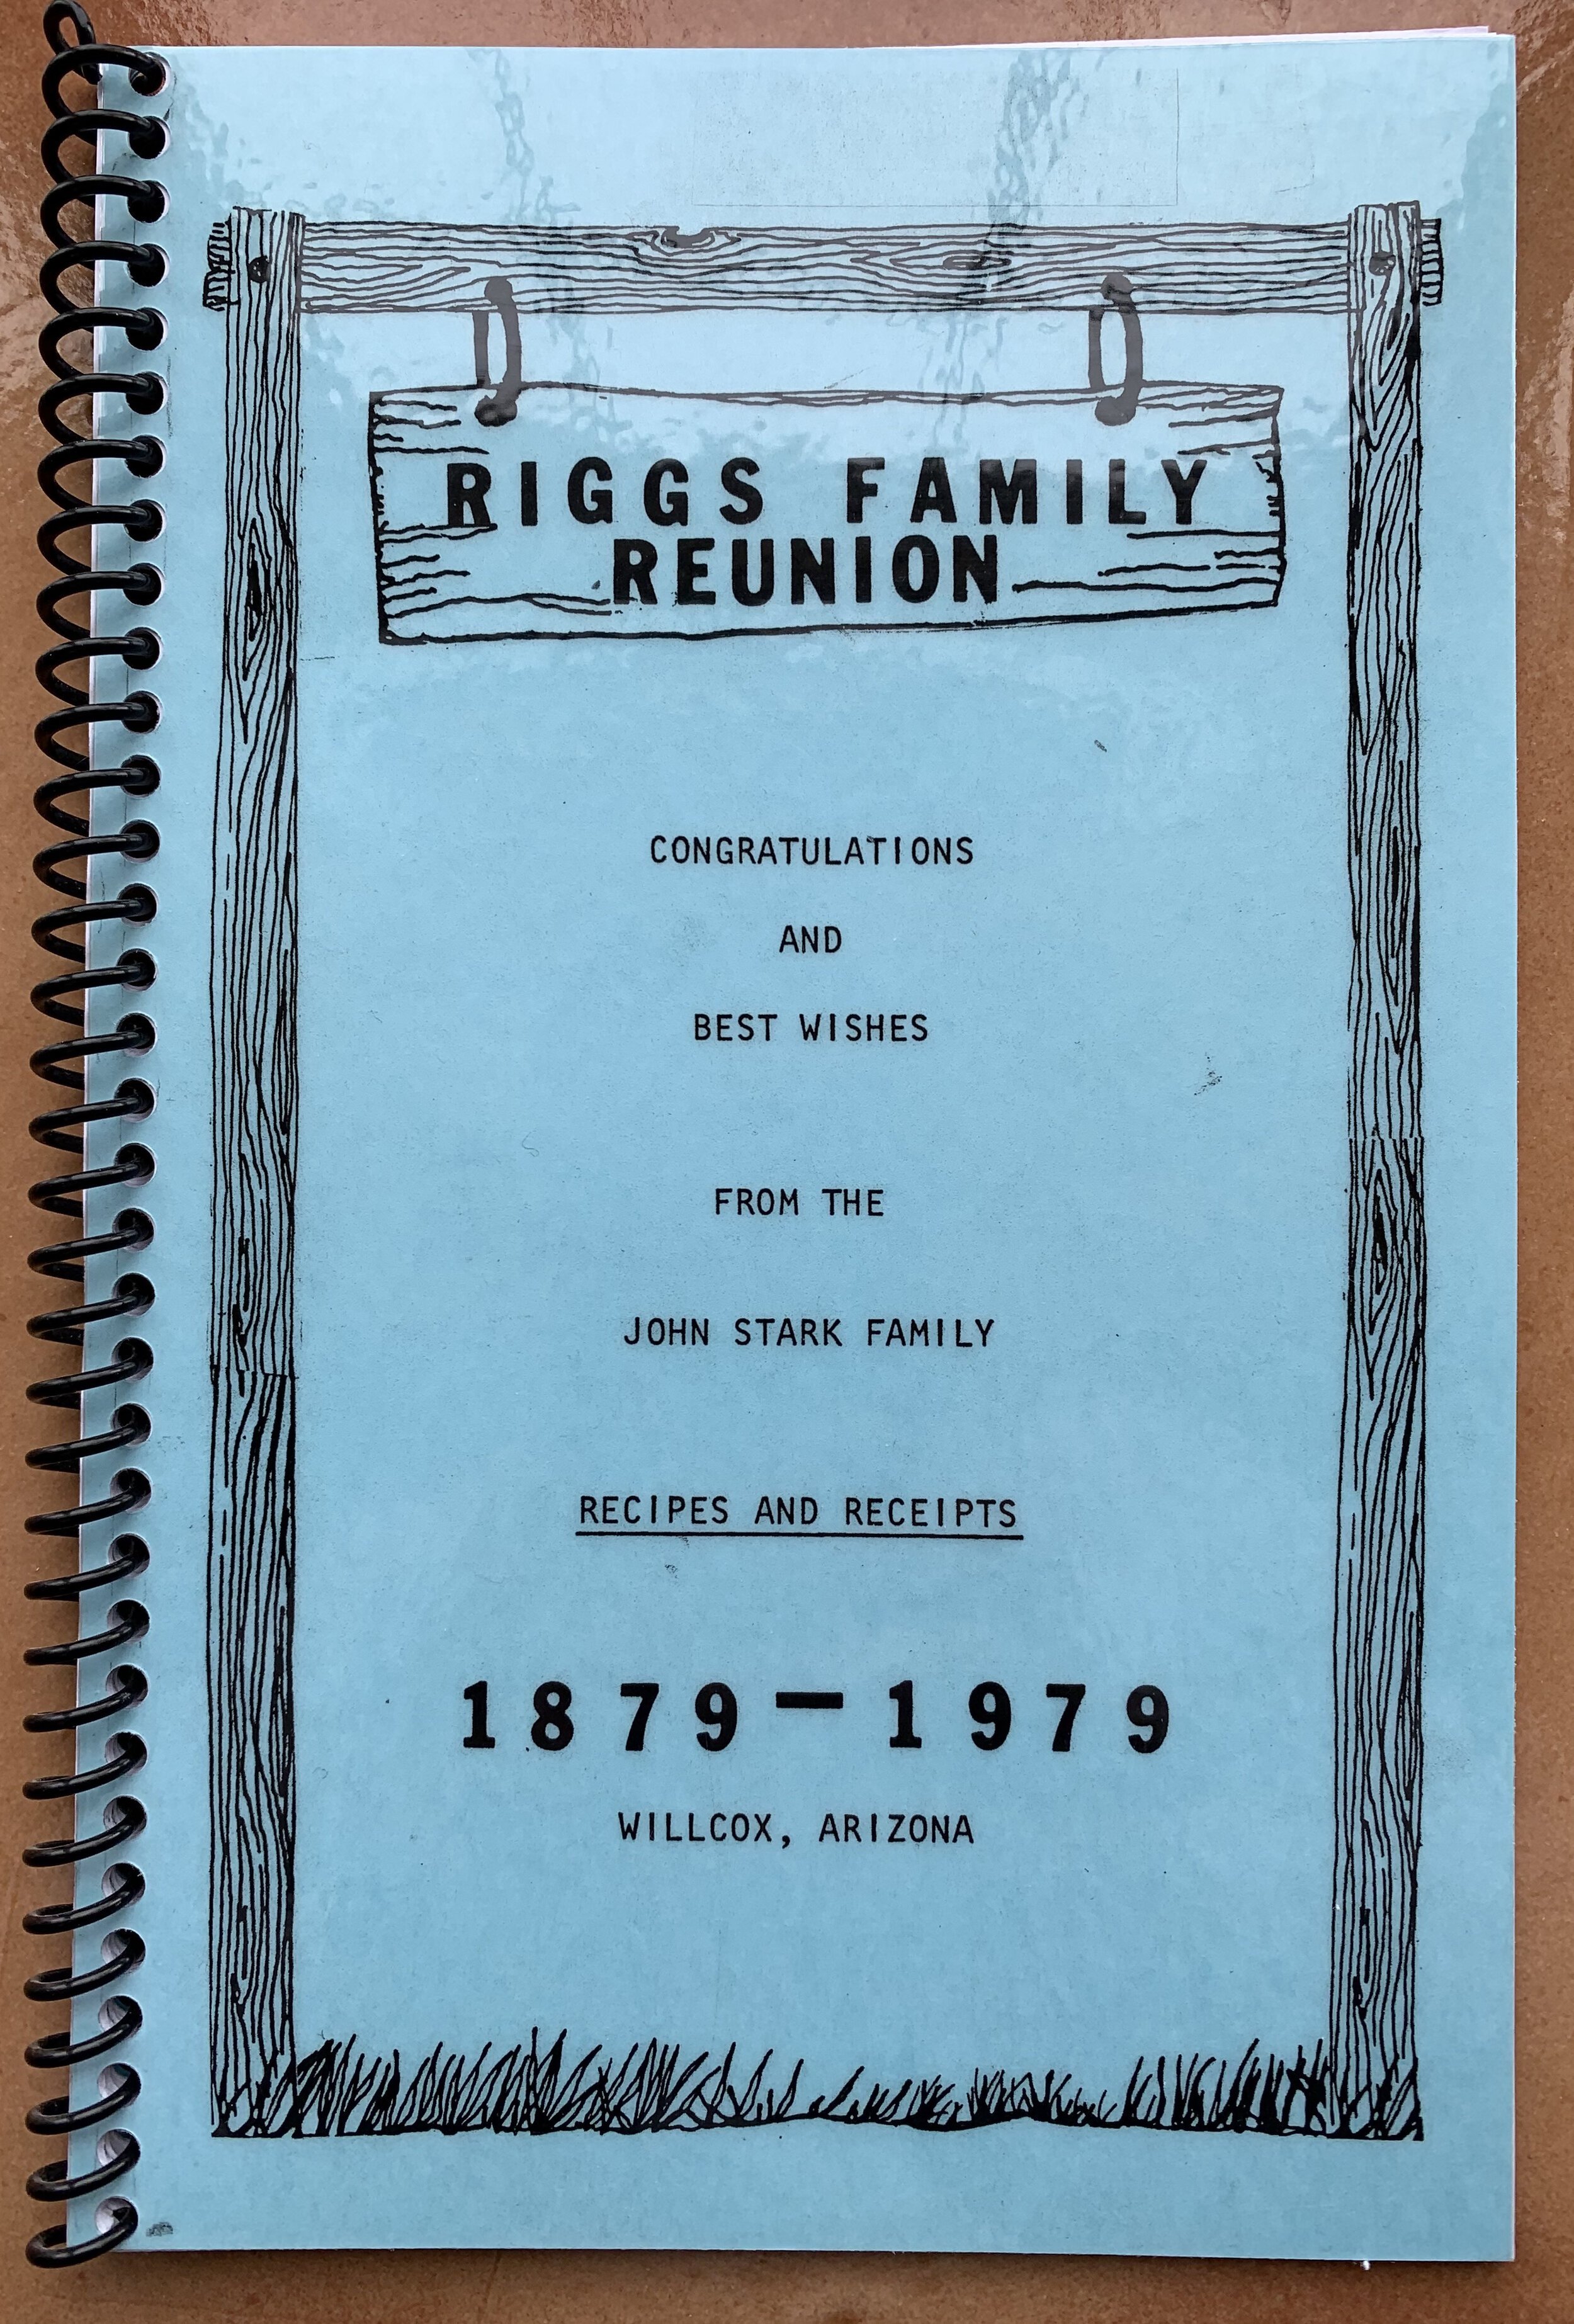 RIGGS FAMILY
REUNION
CONGRATULATIONS
AND
BEST WISHES
FROM THE
JOHN STARK FAMILY
RECIPES AND RECEIPTS
1879-1979
WILLCOX, ARIZONA